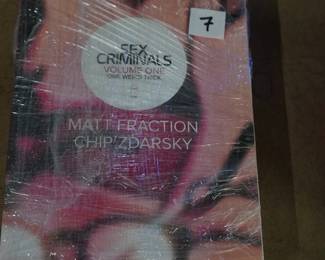 7
SEX
CRIMINALS
VOLUME ONE
ONE WEIRD TRICK
MATT FRACTION
CHIP ZDARSKY